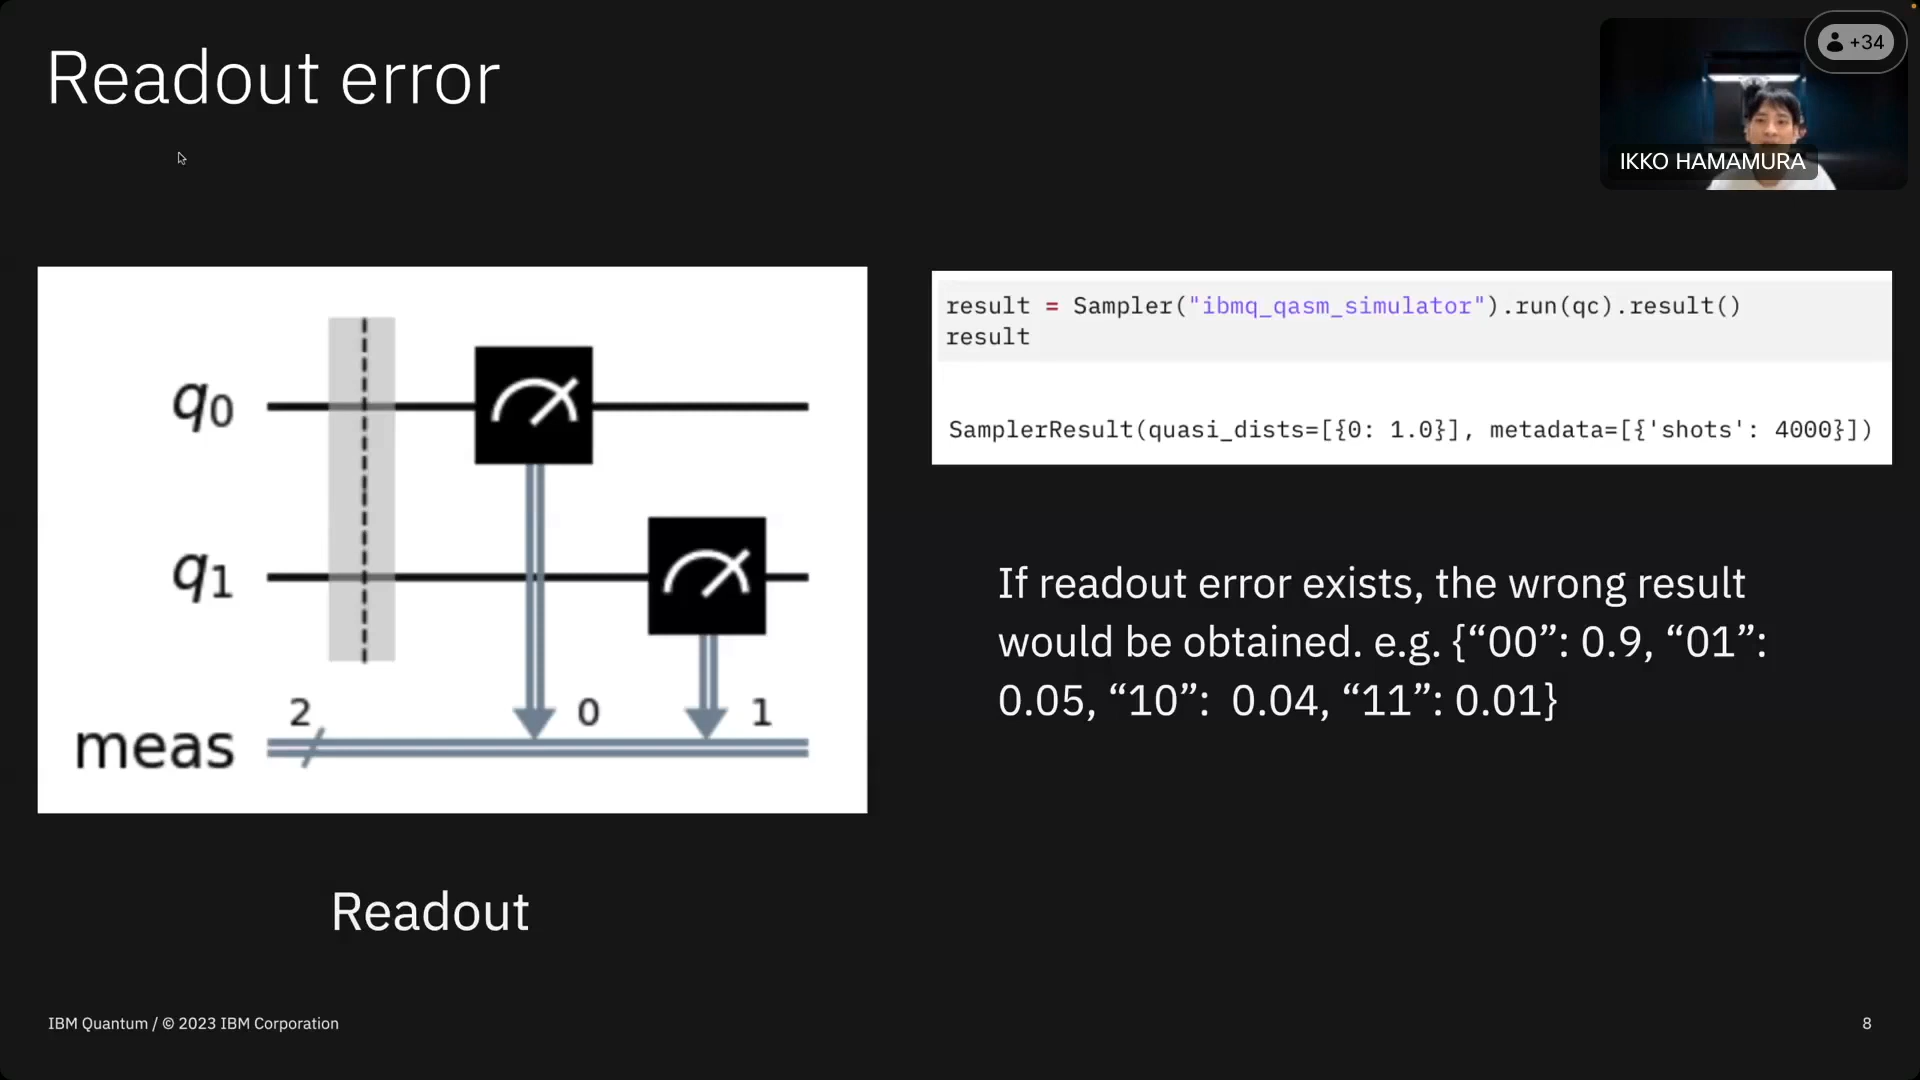 Readout error
+34
IKKO HAMAMURA
q0
q1
meas
2
0
1
result = Sampler("ibmq_qasm_simulator").run(qc).result()
result
SamplerResult(quasi_dists=[{0: 1.0}], metadata=[{'shots': 4000}])
If readout error exists, the wrong result
would be obtained. e.g. {“00”: 0.9, “01”:
0.05, “10”:  0.04, “11”: 0.01}
Readout
IBM Quantum / © 2023 IBM Corporation
8